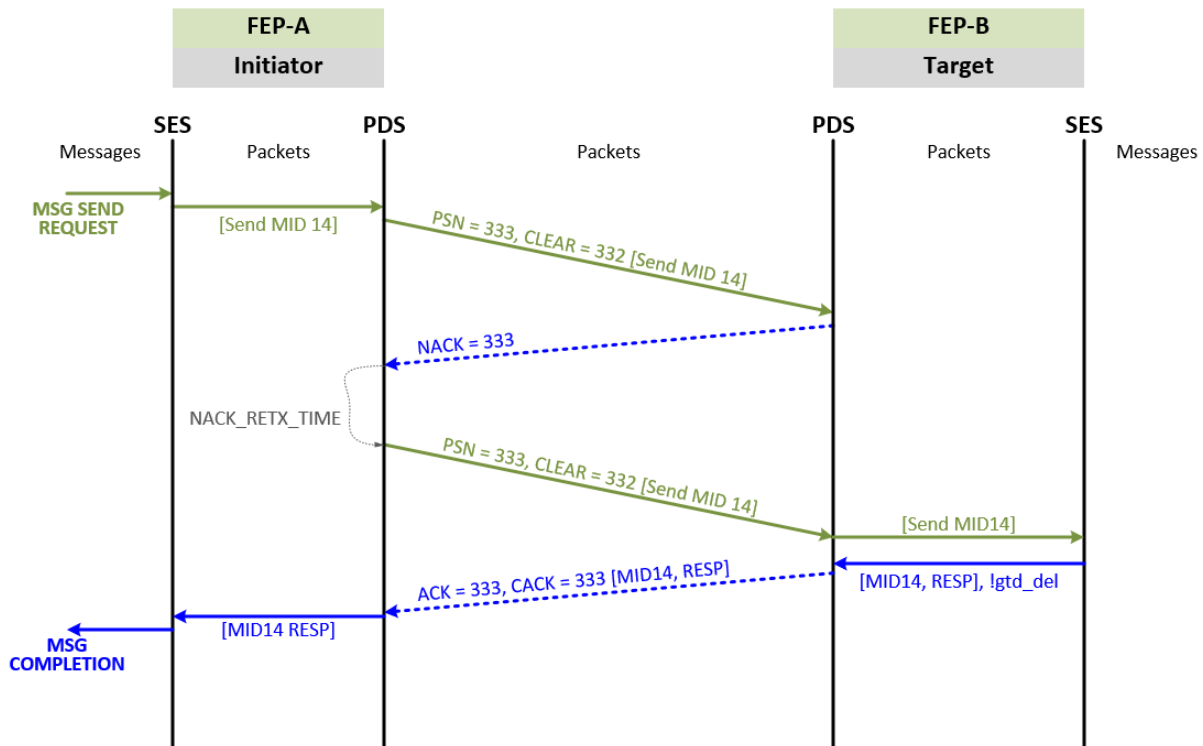 FEP-A
FEP-B
Initiator
Target
SES
PDS
PDS
SES
Messages
Packets
Packets
Packets
Messages
MSG SEND
REQUEST
[Send MID 14]
PSN = 333, CLEAR = 332 [Send MID 14]
NACK = 333
NACK_RETX_TIME
PSN = 333, CLEAR = 332 [Send MID 14]
[Send MID14]
[MID14, RESP], !gtd_del
ACK = 333, CACK = 333 [MID14, RESP]
[MID14 RESP]
MSG
COMPLETION